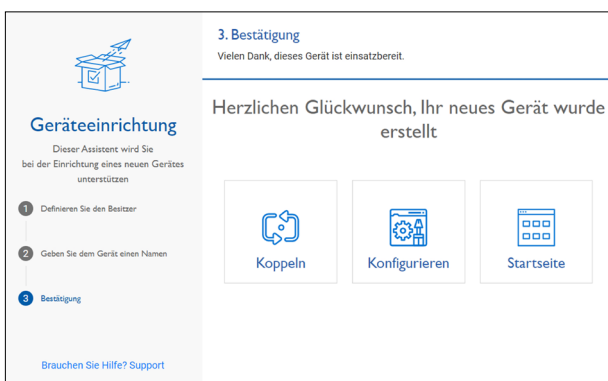 Geräteeinrichtung
Dieser Assistent wird Sie
bei der Einrichtung eines neuen Gerätes
unterstützen
1 Definieren Sie den Besitzer
2 Geben Sie dem Gerät einen Namen
3 Bestätigung
Brauchen Sie Hilfe? Support
3. Bestätigung
Vielen Dank, dieses Gerät ist einsatzbereit.
Herzlichen Glückwunsch, Ihr neues Gerät wurde
erstellt
Koppeln
Konfigurieren
Startseite